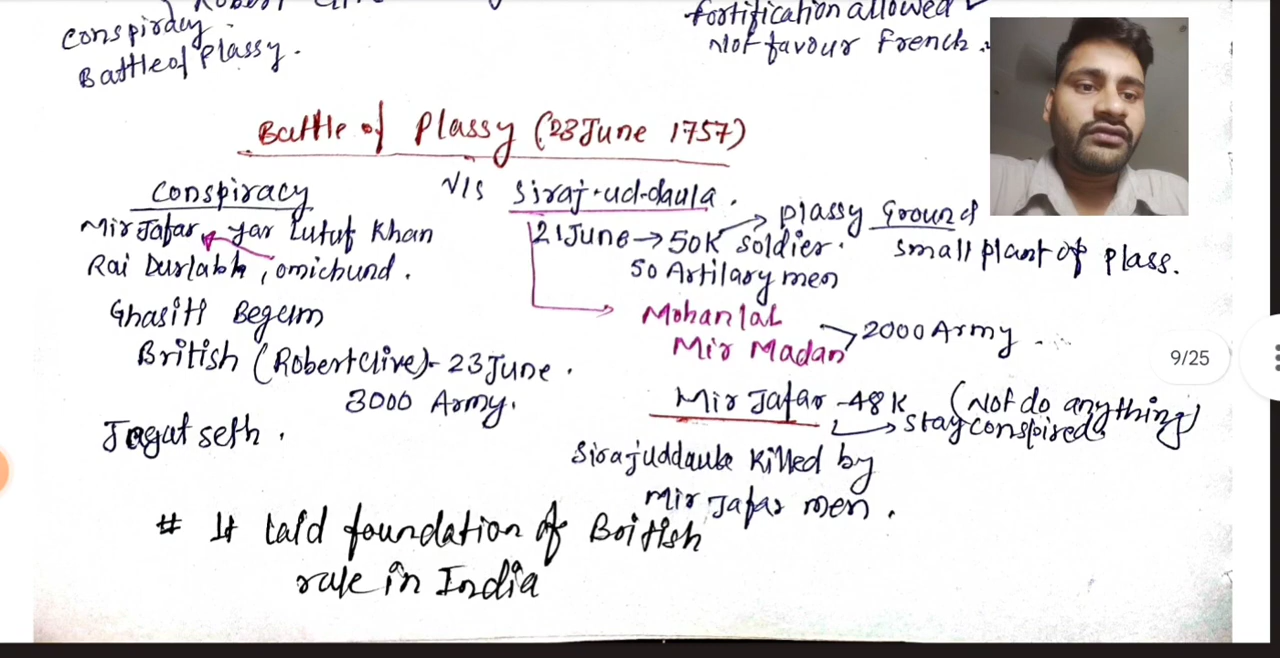 conspiracy
Battle of Plassy.
fortification allowed
Not favour French.
Battle of Plassy (23 June 1757)
Conspiracy
V/S Siraj-ud-daula.
Mir Jafar, Yar Lutuf Khan
Rai Durlabh, omichund.
Ghasiti Begum
British (Robert Clive)- 23 June.
3000 Army.
Jagat seth.
21 June → 50K soldier. → Plassy Ground
small plant of plass.
50 Artilary men
Mohanlal
Mir Madan
2000 Army
Mir Jafar -48K (Not do anything)
→ stay conspired
Sirajuddaula killed by
Mir Jafar men.
# It laid foundation of British
rule in India
9/25